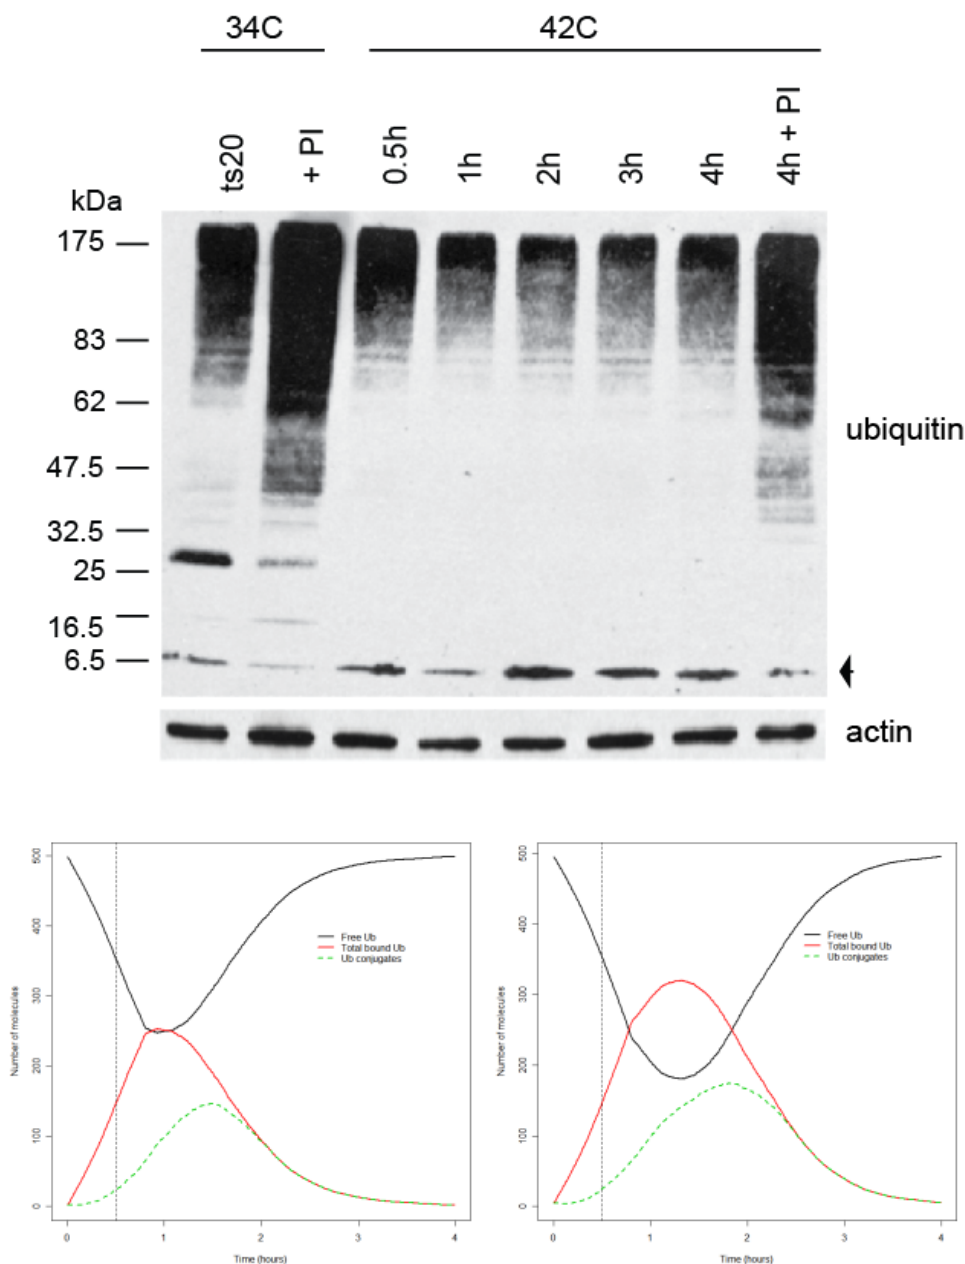 34C 42C
ts20 + PI 0.5h 1h 2h 3h 4h 4h + PI
kDa
175
83
62
47.5
32.5
25
16.5
6.5
ubiquitin
actin
500
400
300
200
100
0
Number of molecules
Free Ub
Total bound Ub
Ub conjugates
0 1 2 3 4
Time (hours)
500
400
300
200
100
0
Number of molecules
Free Ub
Total bound Ub
Ub conjugates
0 1 2 3 4
Time (hours)